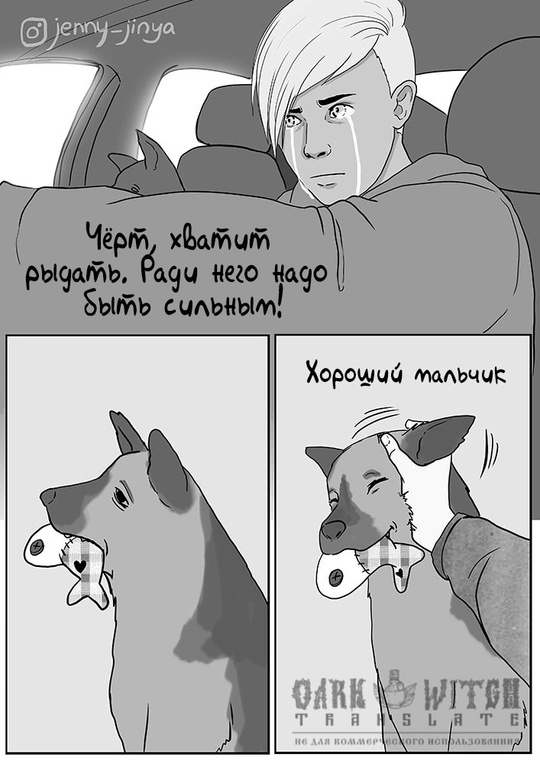 jenny_jinya
Чёрт, хватит
рыдать. Ради него надо
быть сильным!
Хороший мальчик
DARK WITCH
TRANSLATE
НЕ ДЛЯ КОММЕРЧЕСКОГО ИСПОЛЬЗОВАНИЯ